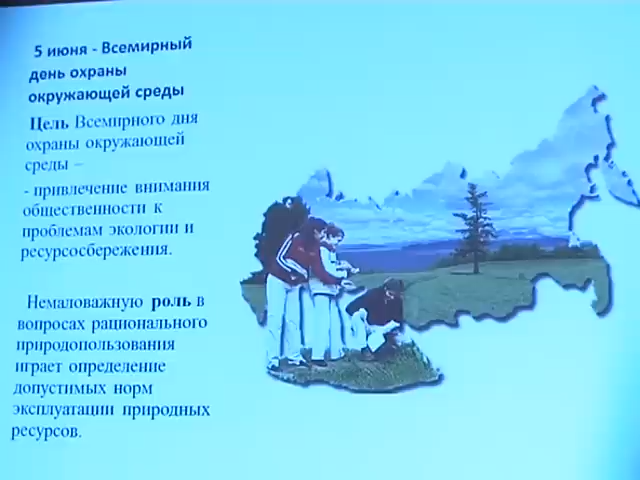 5 июня - Всемирный
день охраны
окружающей среды
Цель Всемирного дня
охраны окружающей
среды –
- привлечение внимания
общественности к
проблемам экологии и
ресурсосбережения.
Немаловажную роль в
вопросах рационального
природопользования
играет определение
допустимых норм
эксплуатации природных
ресурсов.